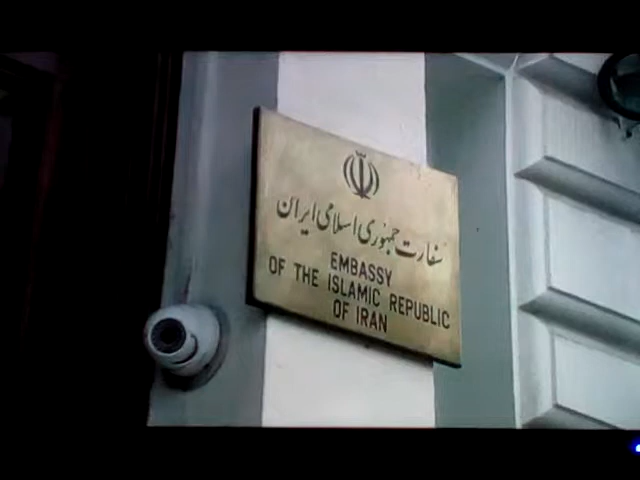 سفارت جمهوری اسلامی ایران
EMBASSY
OF THE ISLAMIC REPUBLIC
OF IRAN